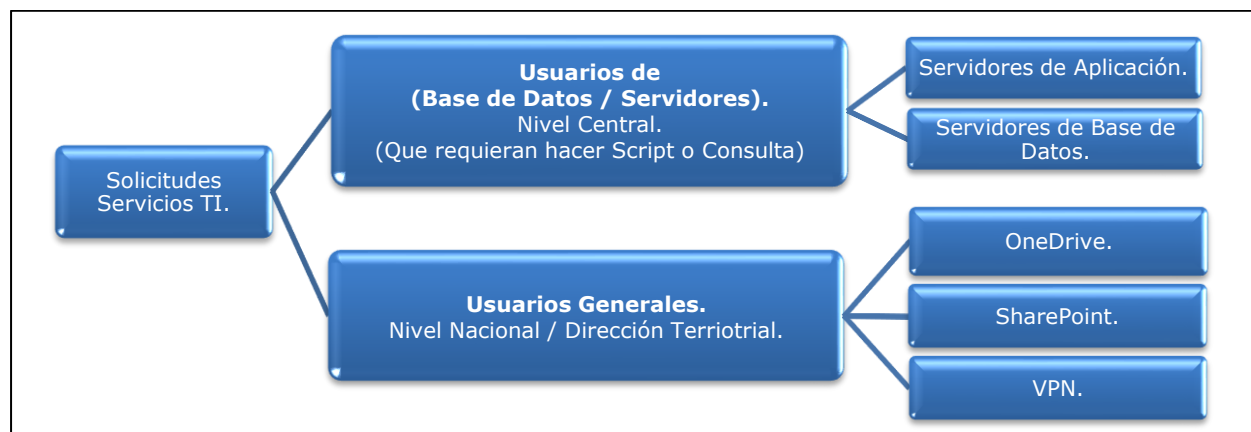 Solicitudes
Servicios TI.
Usuarios de
(Base de Datos / Servidores).
Nivel Central.
(Que requieran hacer Script o Consulta)
Servidores de Aplicación.
Servidores de Base de
Datos.
Usuarios Generales.
Nivel Nacional / Dirección Terriotrial.
OneDrive.
SharePoint.
VPN.